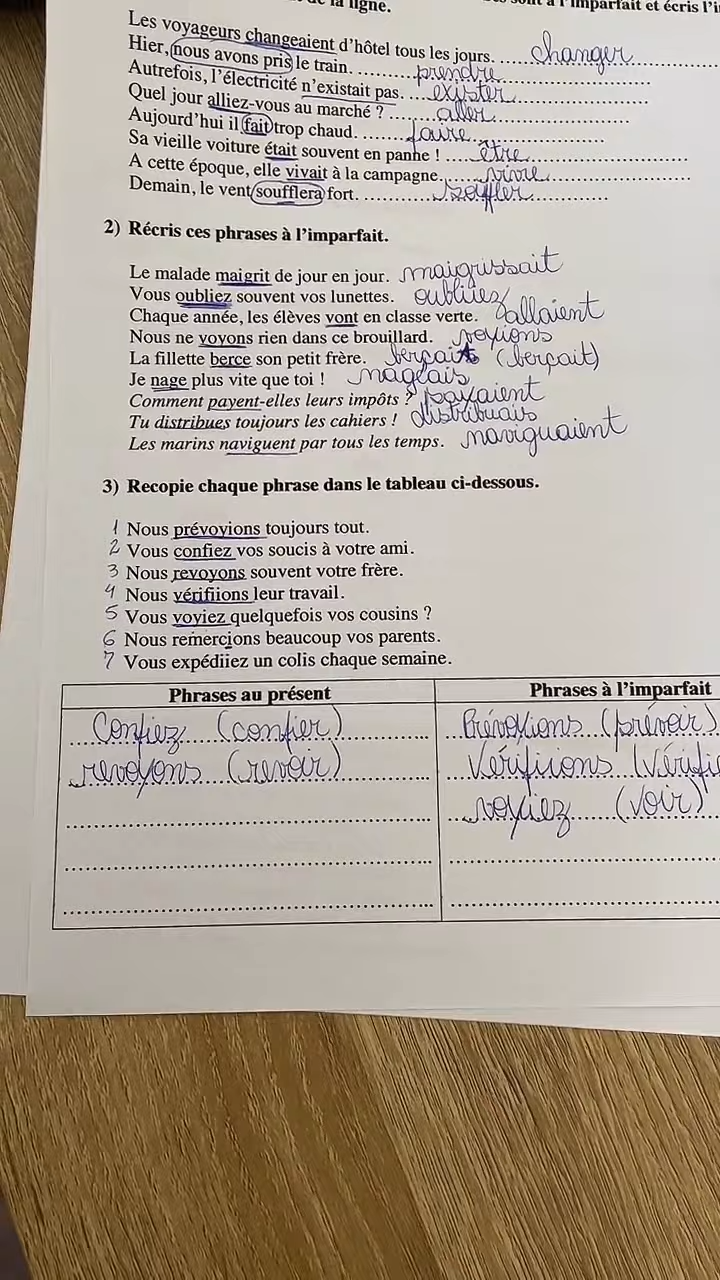 de la ligne.
à l'imparfait et écris l'i
Les voyageurs changeaient d'hôtel tous les jours. ..... changer
Hier, nous avons pris le train. ........ prendre
Autrefois, l'électricité n'existait pas. ... exister
Quel jour alliez-vous au marché ? ...... aller
Aujourd'hui il fait trop chaud. ...... faire
Sa vieille voiture était souvent en panne ! .... être
A cette époque, elle vivait à la campagne. .... vivre
Demain, le vent soufflera fort. ........ souffler
2) Récris ces phrases à l'imparfait.
Le malade maigrit de jour en jour. maigrissait
Vous oubliez souvent vos lunettes. oubliiez
Chaque année, les élèves vont en classe verte. allaient
Nous ne voyons rien dans ce brouillard. voyions
La fillette berce son petit frère. berçait (berçait)
Je nage plus vite que toi ! nageais
Comment payent-elles leurs impôts ? payaient
Tu distribues toujours les cahiers ! distribuais
Les marins naviguent par tous les temps. naviguaient
3) Recopie chaque phrase dans le tableau ci-dessous.
1 Nous prévoyions toujours tout.
2 Vous confiez vos soucis à votre ami.
3 Nous revoyons souvent votre frère.
4 Nous vérifiions leur travail.
5 Vous voyiez quelquefois vos cousins ?
6 Nous remercions beaucoup vos parents.
7 Vous expédiiez un colis chaque semaine.
Phrases au présent Phrases à l'imparfait
Confiez (confier) Prévoyions (prévoir)
revoyons (revoir) Vérifiions (vérifi
voyiez (voir)